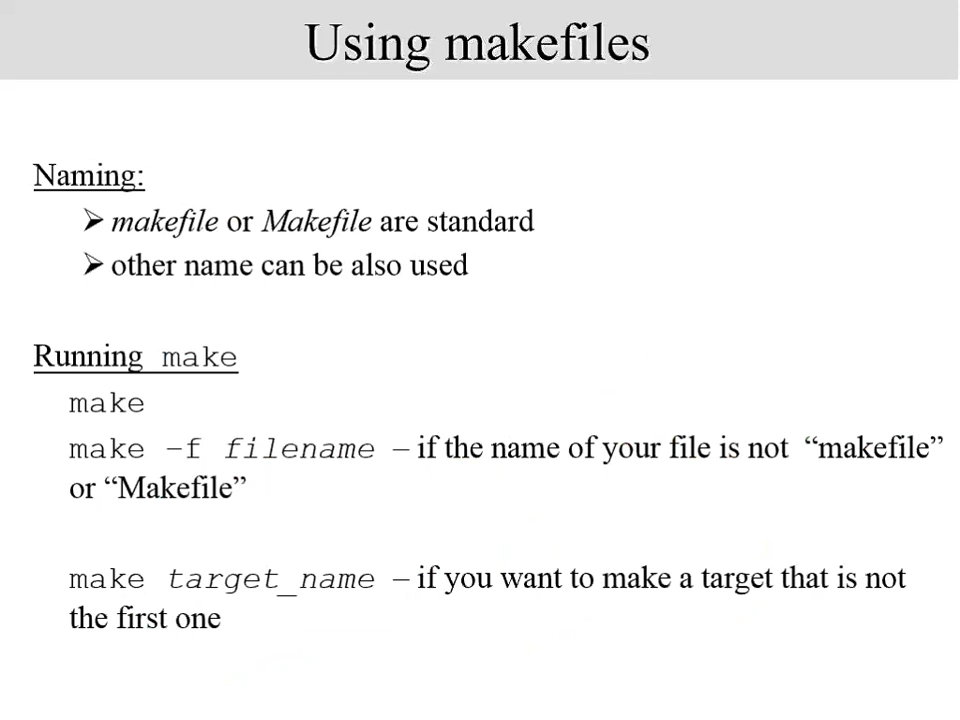 Using makefiles
Naming:
➢ makefile or Makefile are standard
➢ other name can be also used
Running make
make
make –f filename – if the name of your file is not “makefile”
or “Makefile”
make target_name – if you want to make a target that is not
the first one